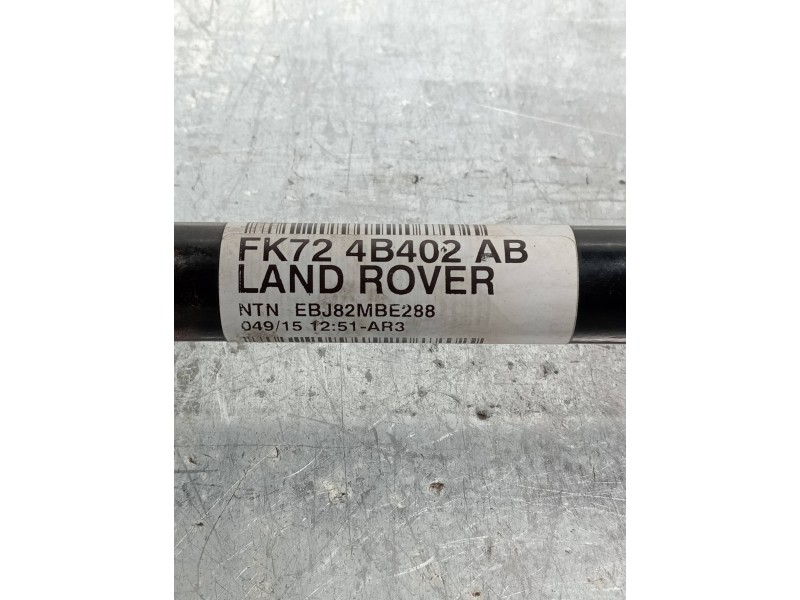 FK72 4B402 AB
LAND ROVER
NTN EBJ82MBE288
049/15 12:51-AR3